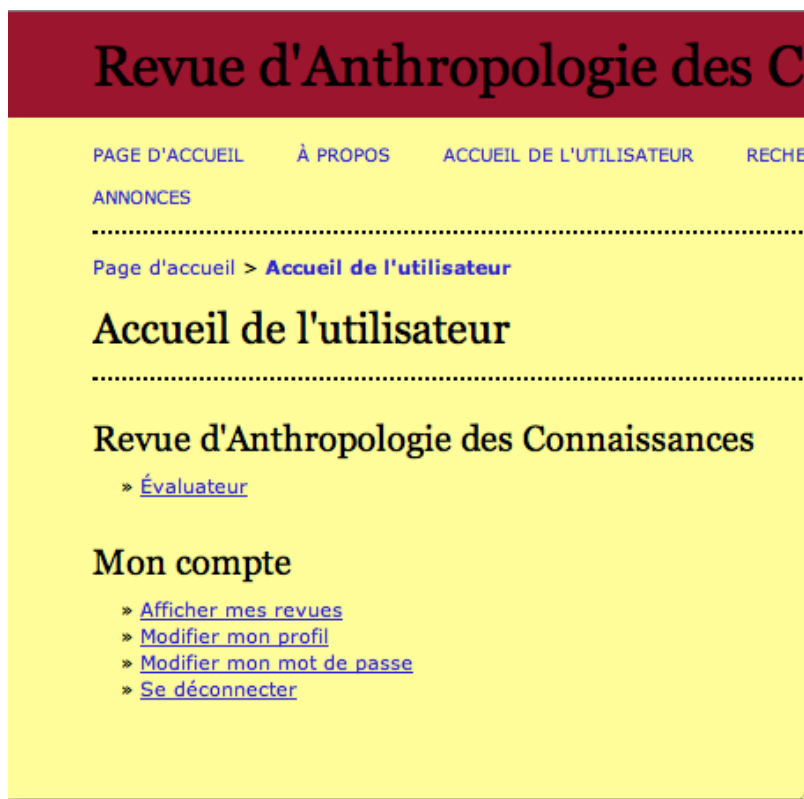 Revue d'Anthropologie des C
PAGE D'ACCUEIL À PROPOS ACCUEIL DE L'UTILISATEUR RECHE
ANNONCES
Page d'accueil > Accueil de l'utilisateur
Accueil de l'utilisateur
Revue d'Anthropologie des Connaissances
» Évaluateur
Mon compte
» Afficher mes revues
» Modifier mon profil
» Modifier mon mot de passe
» Se déconnecter